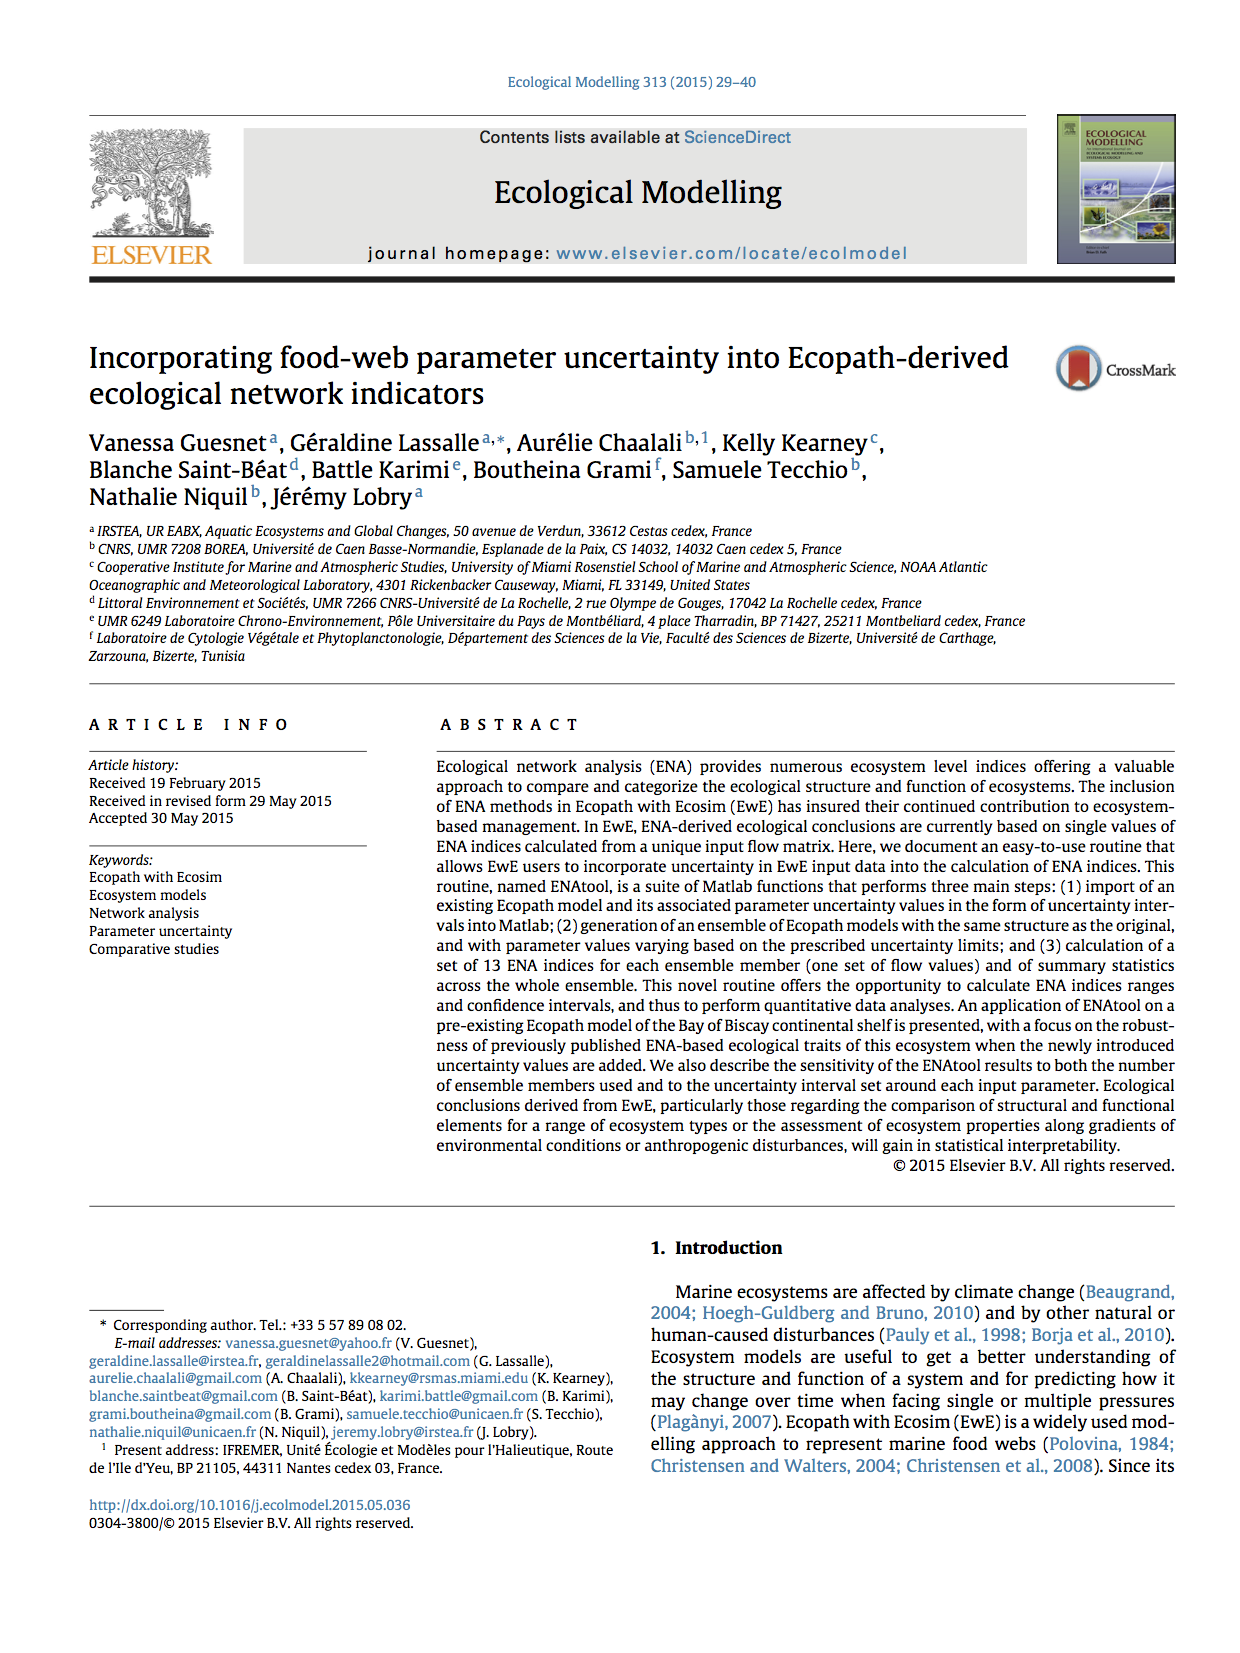 Ecological Modelling 313 (2015) 29–40
Contents lists available at ScienceDirect
Ecological Modelling
journal homepage: www.elsevier.com/locate/ecolmodel
ELSEVIER
ECOLOGICAL
MODELLING
Incorporating food-web parameter uncertainty into Ecopath-derived
ecological network indicators
CrossMark
Vanessa Guesnet a, Géraldine Lassalle a,*, Aurélie Chaalali b,1, Kelly Kearney c,
Blanche Saint-Béat d, Battle Karimi e, Boutheina Grami f, Samuele Tecchio b,
Nathalie Niquil b, Jérémy Lobry a
a IRSTEA, UR EABX, Aquatic Ecosystems and Global Changes, 50 avenue de Verdun, 33612 Cestas cedex, France
b CNRS, UMR 7208 BOREA, Université de Caen Basse-Normandie, Esplanade de la Paix, CS 14032, 14032 Caen cedex 5, France
c Cooperative Institute for Marine and Atmospheric Studies, University of Miami Rosenstiel School of Marine and Atmospheric Science, NOAA Atlantic
Oceanographic and Meteorological Laboratory, 4301 Rickenbacker Causeway, Miami, FL 33149, United States
d Littoral Environnement et Sociétés, UMR 7266 CNRS-Université de La Rochelle, 2 rue Olympe de Gouges, 17042 La Rochelle cedex, France
e UMR 6249 Laboratoire Chrono-Environnement, Pôle Universitaire du Pays de Montbéliard, 4 place Tharradin, BP 71427, 25211 Montbeliard cedex, France
f Laboratoire de Cytologie Végétale et Phytoplanctonologie, Département des Sciences de la Vie, Faculté des Sciences de Bizerte, Université de Carthage,
Zarzouna, Bizerte, Tunisia
ARTICLE INFO
Article history:
Received 19 February 2015
Received in revised form 29 May 2015
Accepted 30 May 2015
Keywords:
Ecopath with Ecosim
Ecosystem models
Network analysis
Parameter uncertainty
Comparative studies
ABSTRACT
Ecological network analysis (ENA) provides numerous ecosystem level indices offering a valuable
approach to compare and categorize the ecological structure and function of ecosystems. The inclusion
of ENA methods in Ecopath with Ecosim (EwE) has insured their continued contribution to ecosystem-
based management. In EwE, ENA-derived ecological conclusions are currently based on single values of
ENA indices calculated from a unique input flow matrix. Here, we document an easy-to-use routine that
allows EwE users to incorporate uncertainty in EwE input data into the calculation of ENA indices. This
routine, named ENAtool, is a suite of Matlab functions that performs three main steps: (1) import of an
existing Ecopath model and its associated parameter uncertainty values in the form of uncertainty inter-
vals into Matlab; (2) generation of an ensemble of Ecopath models with the same structure as the original,
and with parameter values varying based on the prescribed uncertainty limits; and (3) calculation of a
set of 13 ENA indices for each ensemble member (one set of flow values) and of summary statistics
across the whole ensemble. This novel routine offers the opportunity to calculate ENA indices ranges
and confidence intervals, and thus to perform quantitative data analyses. An application of ENAtool on a
pre-existing Ecopath model of the Bay of Biscay continental shelf is presented, with a focus on the robust-
ness of previously published ENA-based ecological traits of this ecosystem when the newly introduced
uncertainty values are added. We also describe the sensitivity of the ENAtool results to both the number
of ensemble members used and to the uncertainty interval set around each input parameter. Ecological
conclusions derived from EwE, particularly those regarding the comparison of structural and functional
elements for a range of ecosystem types or the assessment of ecosystem properties along gradients of
environmental conditions or anthropogenic disturbances, will gain in statistical interpretability.
© 2015 Elsevier B.V. All rights reserved.
* Corresponding author. Tel.: +33 5 57 89 08 02.
E-mail addresses: vanessa.guesnet@yahoo.fr (V. Guesnet),
geraldine.lassalle@irstea.fr, geraldinelassalle2@hotmail.com (G. Lassalle),
aurelie.chaalali@gmail.com (A. Chaalali), kkearney@rsmas.miami.edu (K. Kearney),
blanche.saintbeat@gmail.com (B. Saint-Béat), karimi.battle@gmail.com (B. Karimi),
grami.boutheina@gmail.com (B. Grami), samuele.tecchio@unicaen.fr (S. Tecchio),
nathalie.niquil@unicaen.fr (N. Niquil), jeremy.lobry@irstea.fr (J. Lobry).
1 Present address: IFREMER, Unité Écologie et Modèles pour l'Halieutique, Route
de l'Ile d'Yeu, BP 21105, 44311 Nantes cedex 03, France.
http://dx.doi.org/10.1016/j.ecolmodel.2015.05.036
0304-3800/© 2015 Elsevier B.V. All rights reserved.
1. Introduction
Marine ecosystems are affected by climate change (Beaugrand,
2004; Hoegh-Guldberg and Bruno, 2010) and by other natural or
human-caused disturbances (Pauly et al., 1998; Borja et al., 2010).
Ecosystem models are useful to get a better understanding of
the structure and function of a system and for predicting how it
may change over time when facing single or multiple pressures
(Plagànyi, 2007). Ecopath with Ecosim (EwE) is a widely used mod-
elling approach to represent marine food webs (Polovina, 1984;
Christensen and Walters, 2004; Christensen et al., 2008). Since its